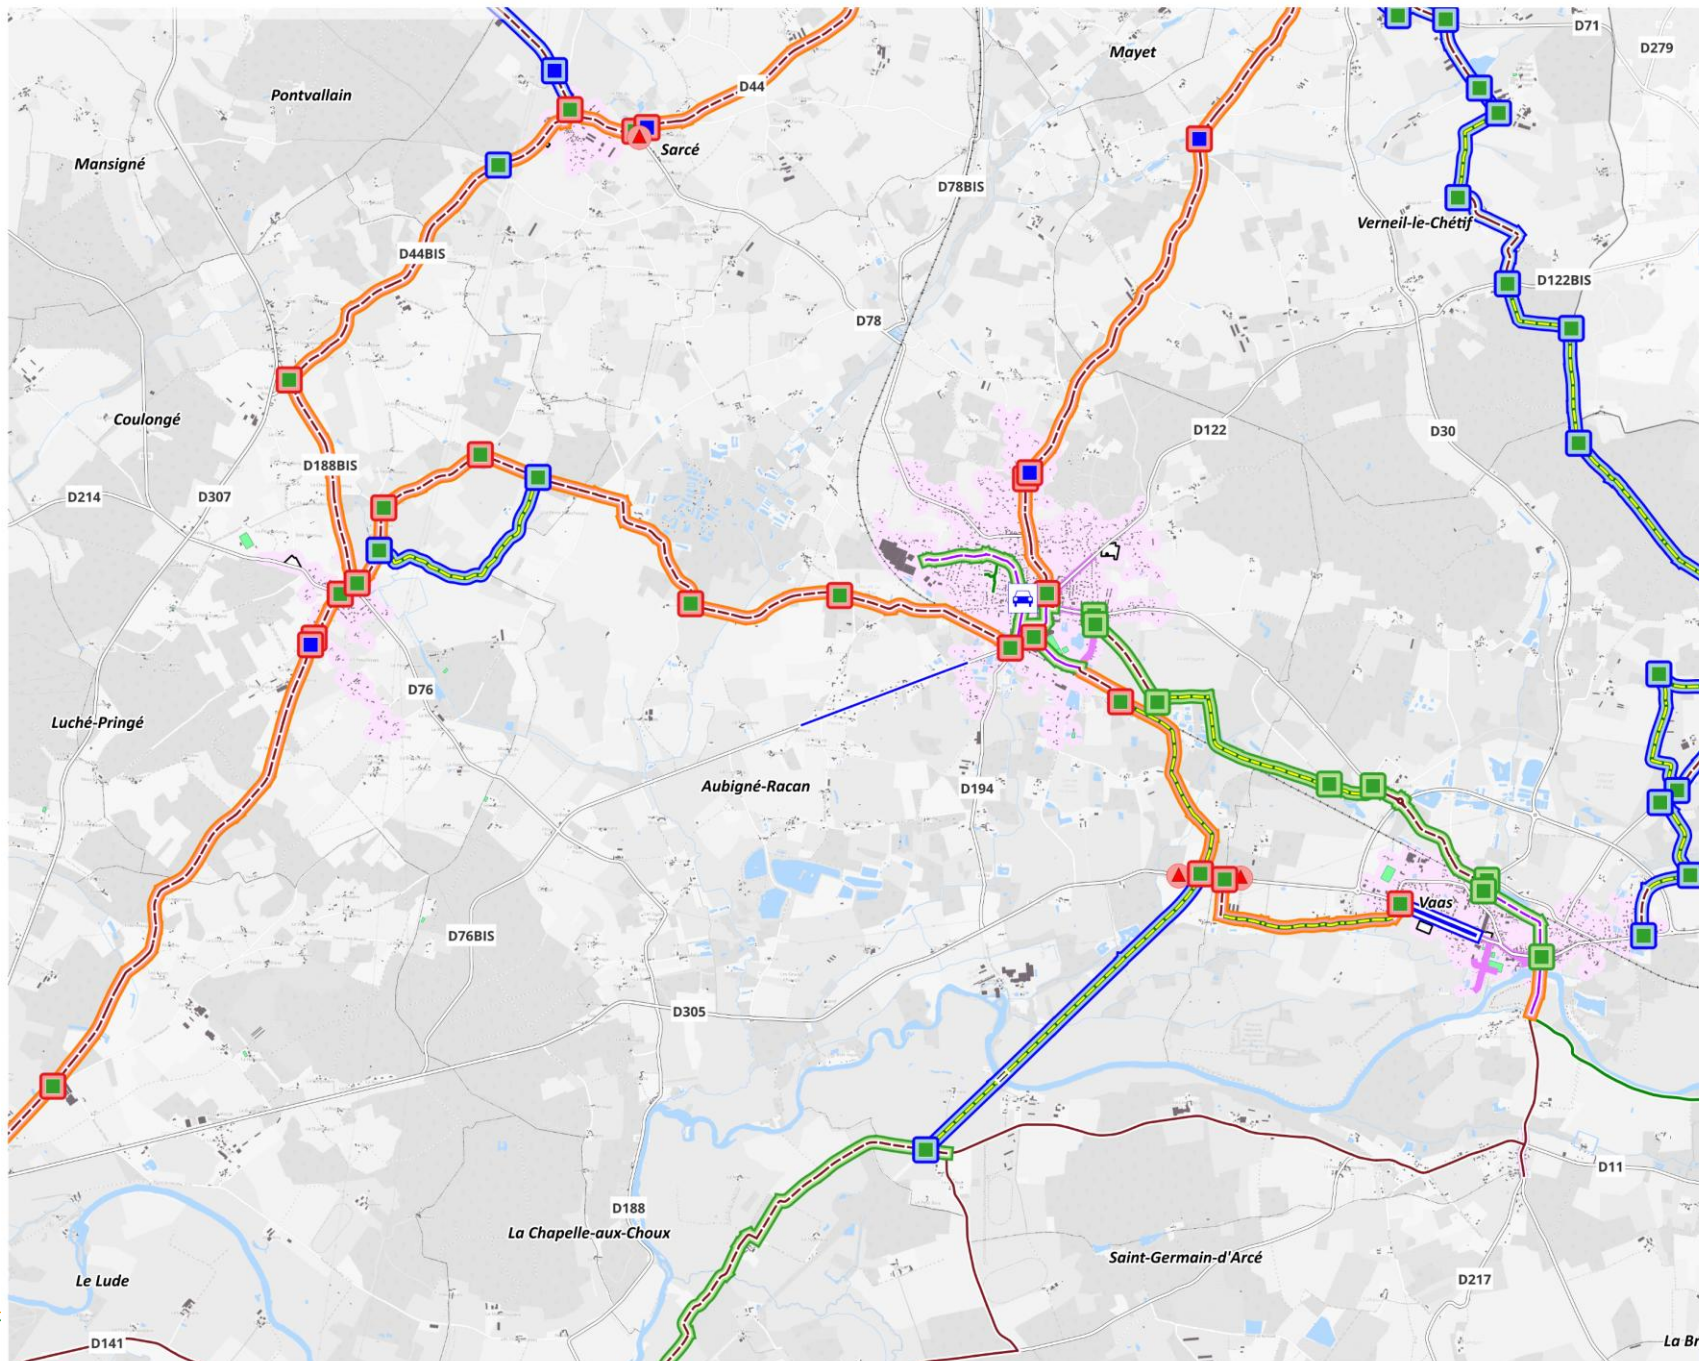 D71
Mayet
D279
D44
Pontvallain
Sarcé
Mansigné
D78BIS
Verneil-le-Chétif
D44BIS
D122BIS
D78
Coulongé
D122
D30
D188BIS
D214
D307
D76
Luché-Pringé
Aubigné-Racan
D194
Vaas
D76BIS
D305
D11
D188
La Chapelle-aux-Choux
Saint-Germain-d'Arcé
Le Lude
D217
D141
La Br